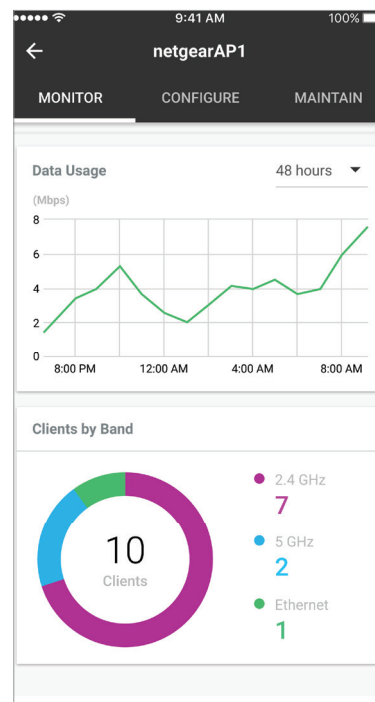 9:41 AM 100%
netgearAP1
MONITOR CONFIGURE MAINTAIN
Data Usage 48 hours
(Mbps)
8
6
4
2
0
8:00 PM 12:00 AM 4:00 AM 8:00 AM
Clients by Band
10
Clients
2.4 GHz
7
5 GHz
2
Ethernet
1